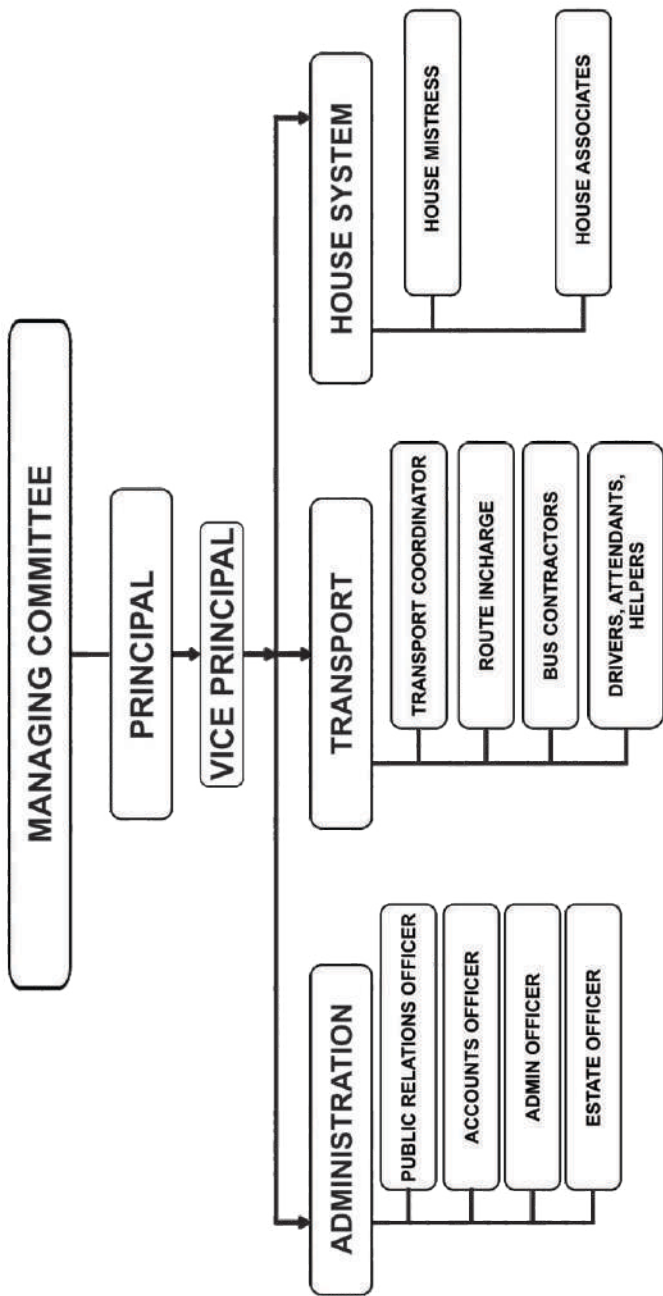 MANAGING COMMITTEE
PRINCIPAL
VICE PRINCIPAL
ADMINISTRATION
PUBLIC RELATIONS OFFICER
ACCOUNTS OFFICER
ADMIN OFFICER
ESTATE OFFICER
TRANSPORT
TRANSPORT COORDINATOR
ROUTE INCHARGE
BUS CONTRACTORS
DRIVERS, ATTENDANTS,
HELPERS
HOUSE SYSTEM
HOUSE MISTRESS
HOUSE ASSOCIATES